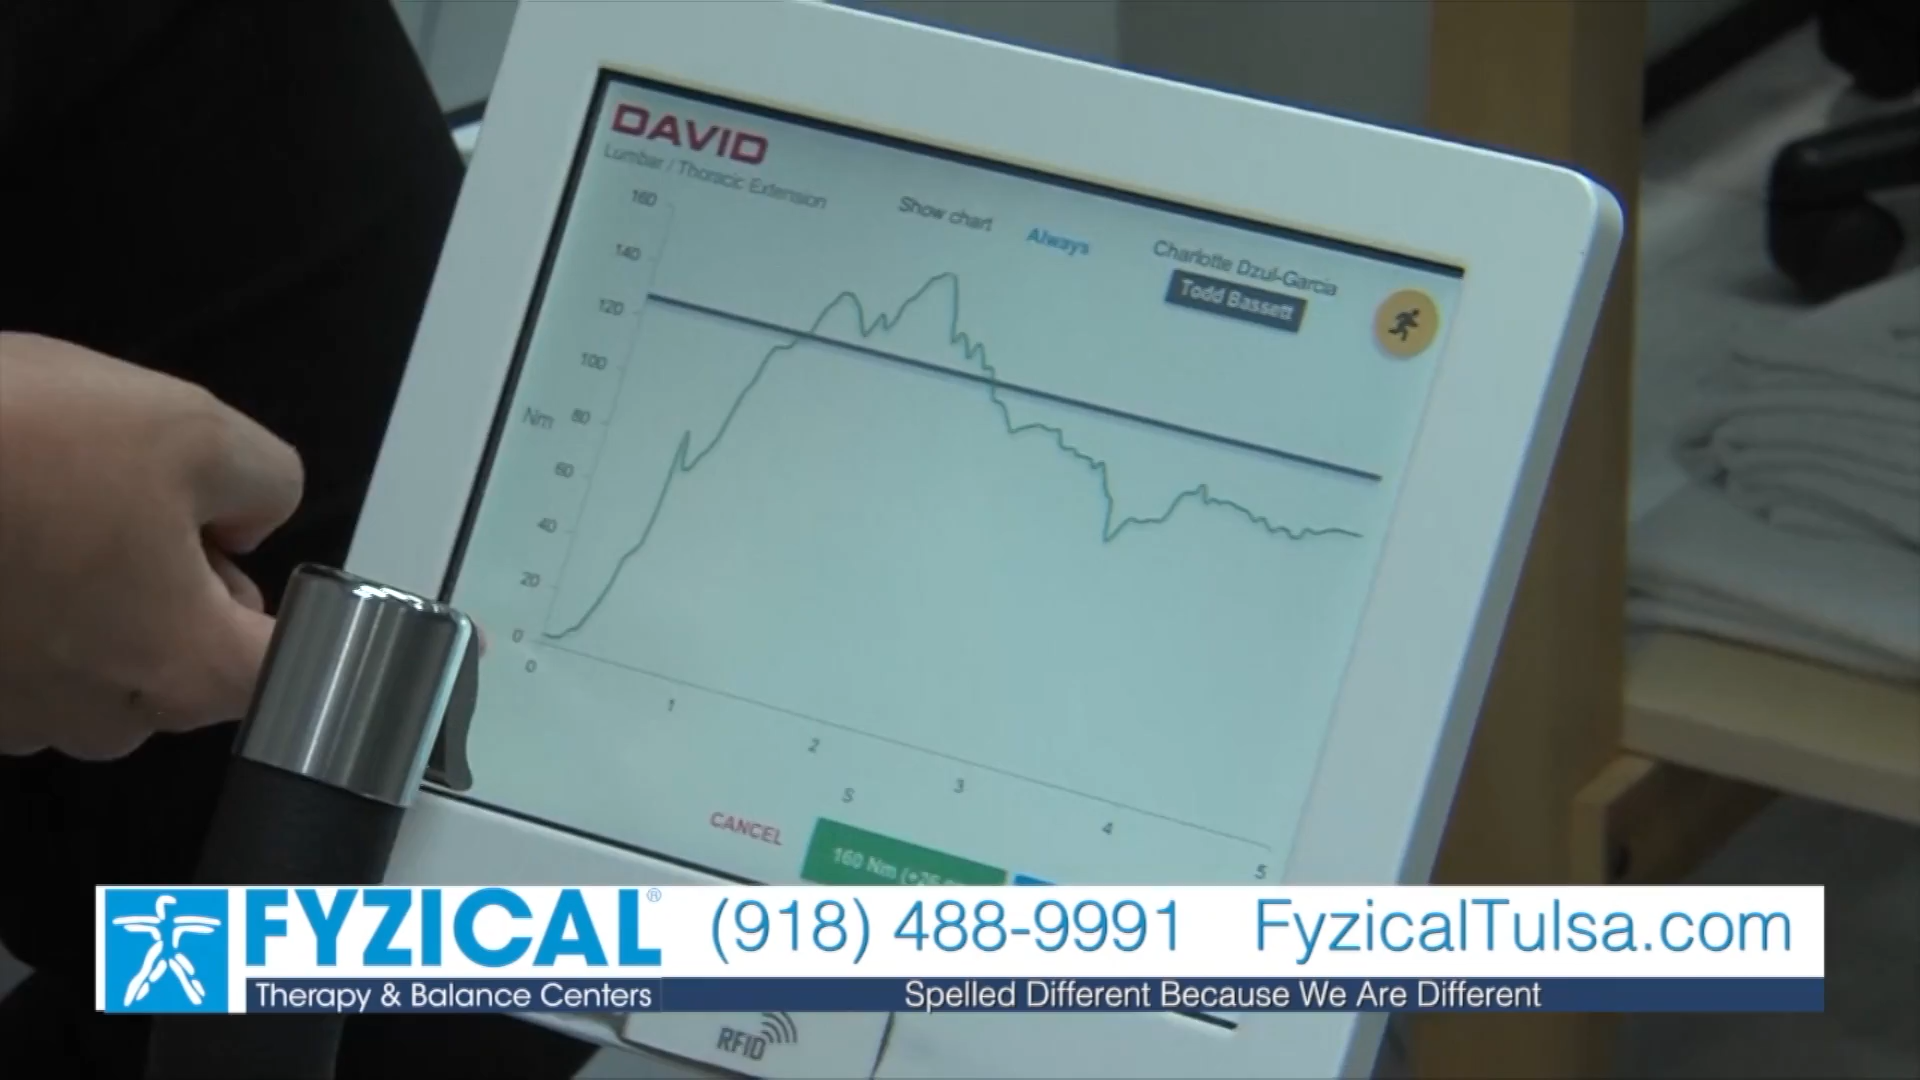 DAVID
Lumbar / Thoracic Extension
Show chart Always
Charlotte Dzul-Garcia
Todd Bassett
160
140
120
100
Nm 80
60
40
20
0
0 1 2 3 4 5
S
CANCEL
160 Nm
FYZICAL® (918) 488-9991 FyzicalTulsa.com
Therapy & Balance Centers Spelled Different Because We Are Different
RFID